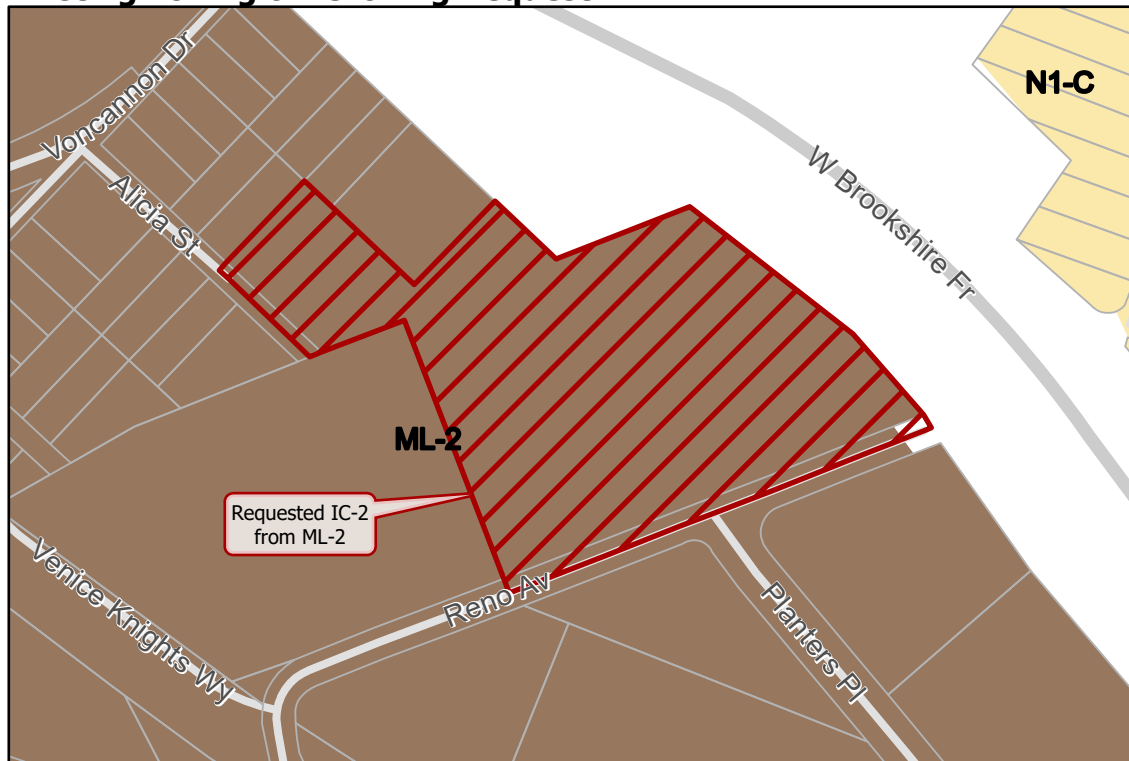 Voncannon Dr
N1-C
W Brookshire Fr
Alicia St
ML-2
Requested IC-2
from ML-2
Reno Av
Venice Knights Wy
Planters Pl